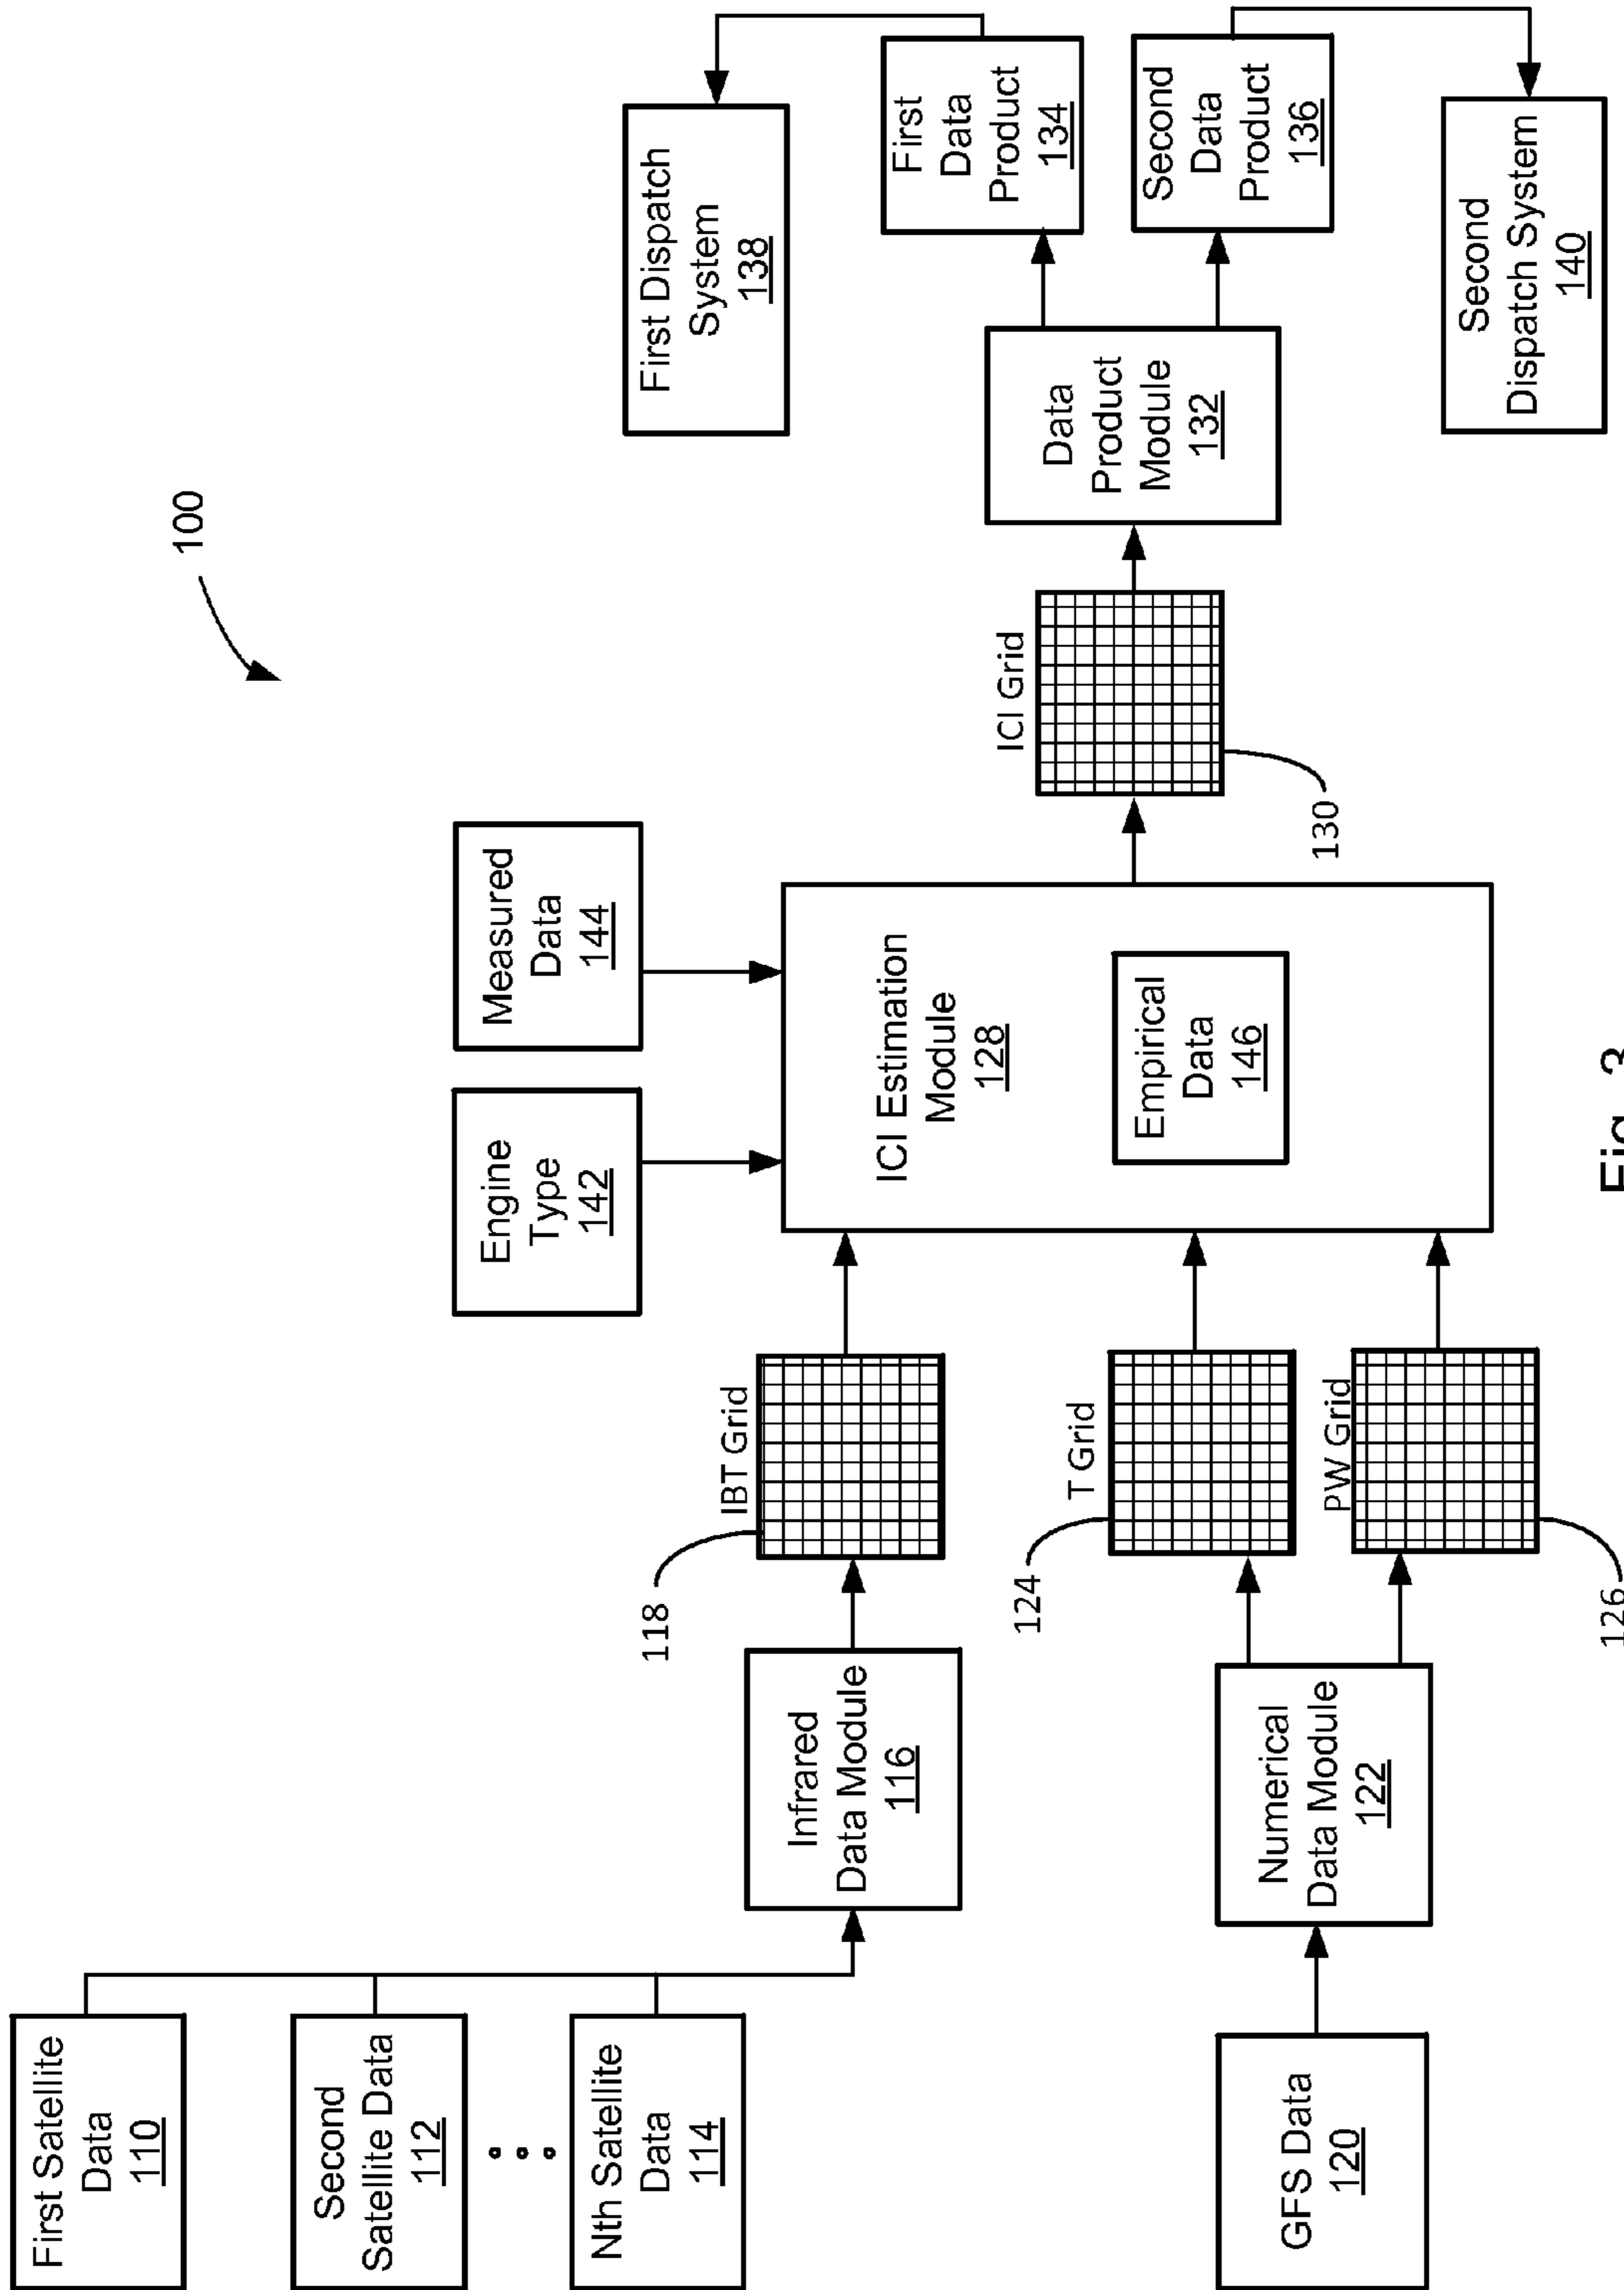 100
First Satellite
Data
110
Second
Satellite Data
112
Nth Satellite
Data
114
Infrared
Data Module
116
118
IBT Grid
GFS Data
120
Numerical
Data Module
122
124
T Grid
PW Grid
126
Engine
Type
142
Measured
Data
144
ICI Estimation
Module
128
Empirical
Data
146
ICI Grid
130
Data
Product
Module
132
First
Data
Product
134
Second
Data
Product
136
First Dispatch
System
138
Second
Dispatch System
140
Fig. 3